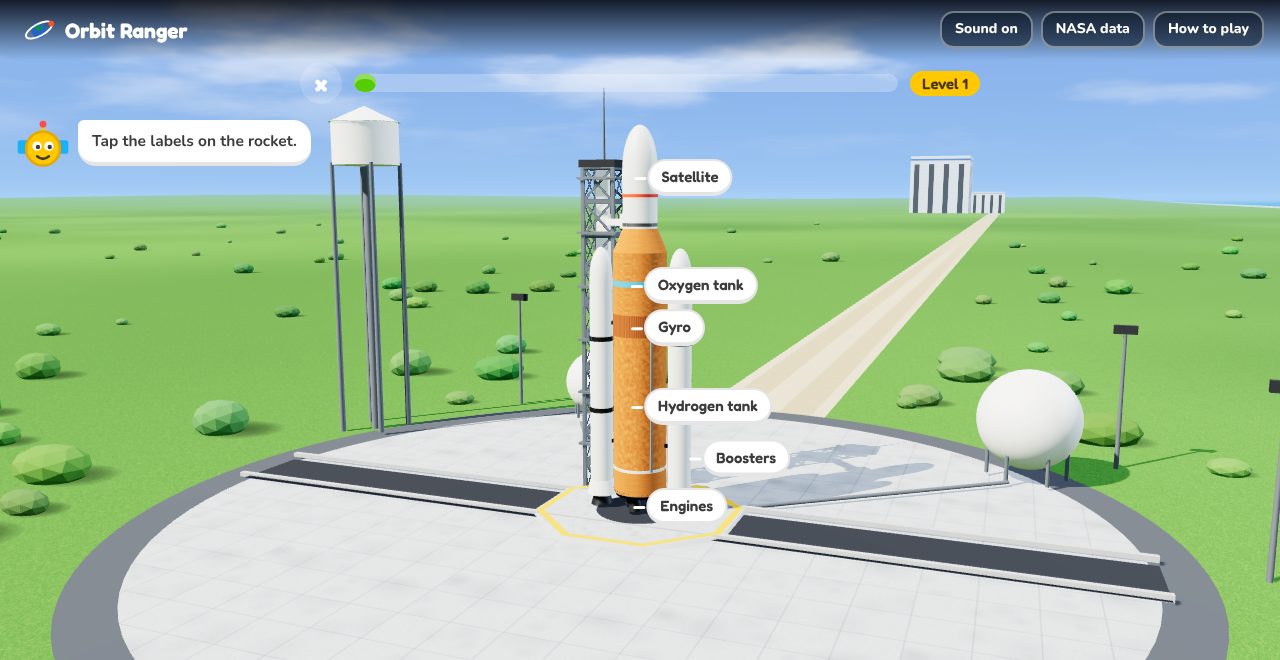 Orbit Ranger
Sound on
NASA data
How to play
Level 1
Tap the labels on the rocket.
Satellite
Oxygen tank
Gyro
Hydrogen tank
Boosters
Engines